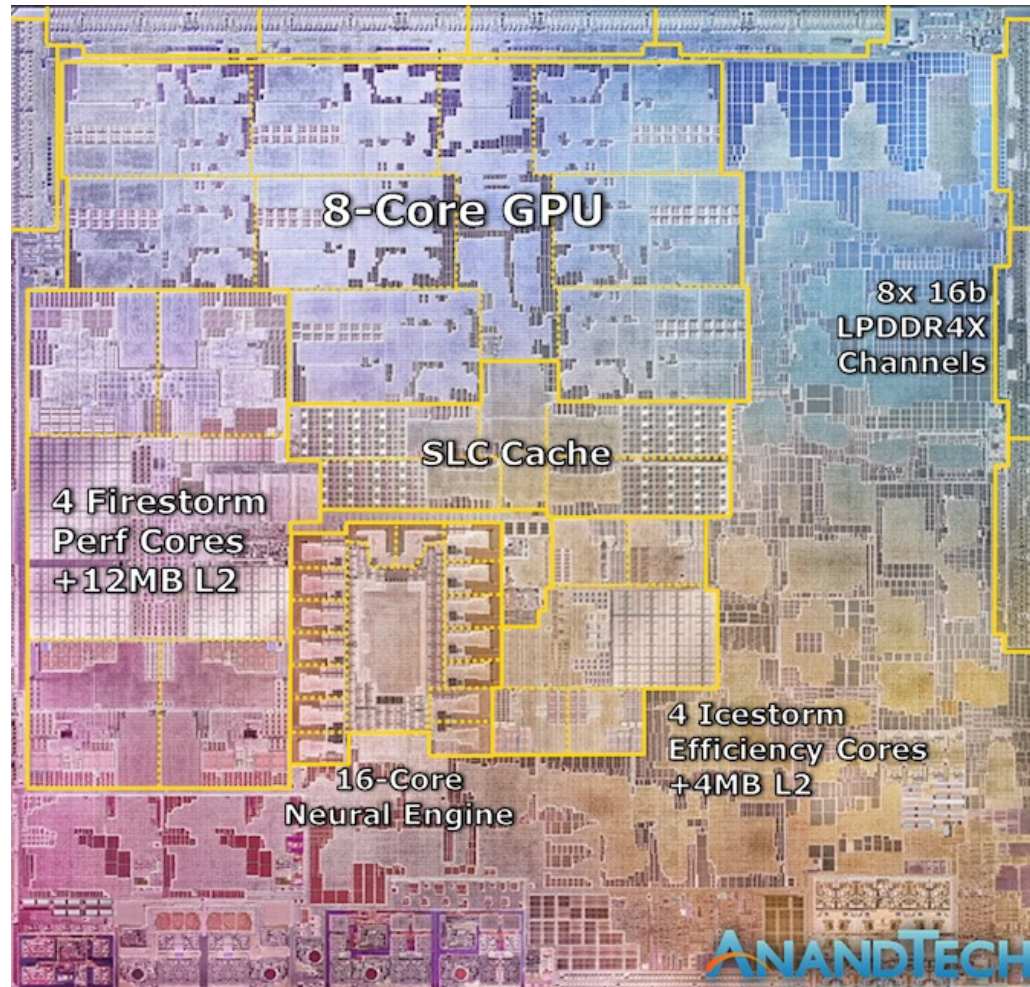 8-Core GPU
8x 16b
LPDDR4X
Channels
SLC Cache
4 Firestorm
Perf Cores
+12MB L2
4 Icestorm
Efficiency Cores
+4MB L2
16-Core
Neural Engine
ANANDTECH